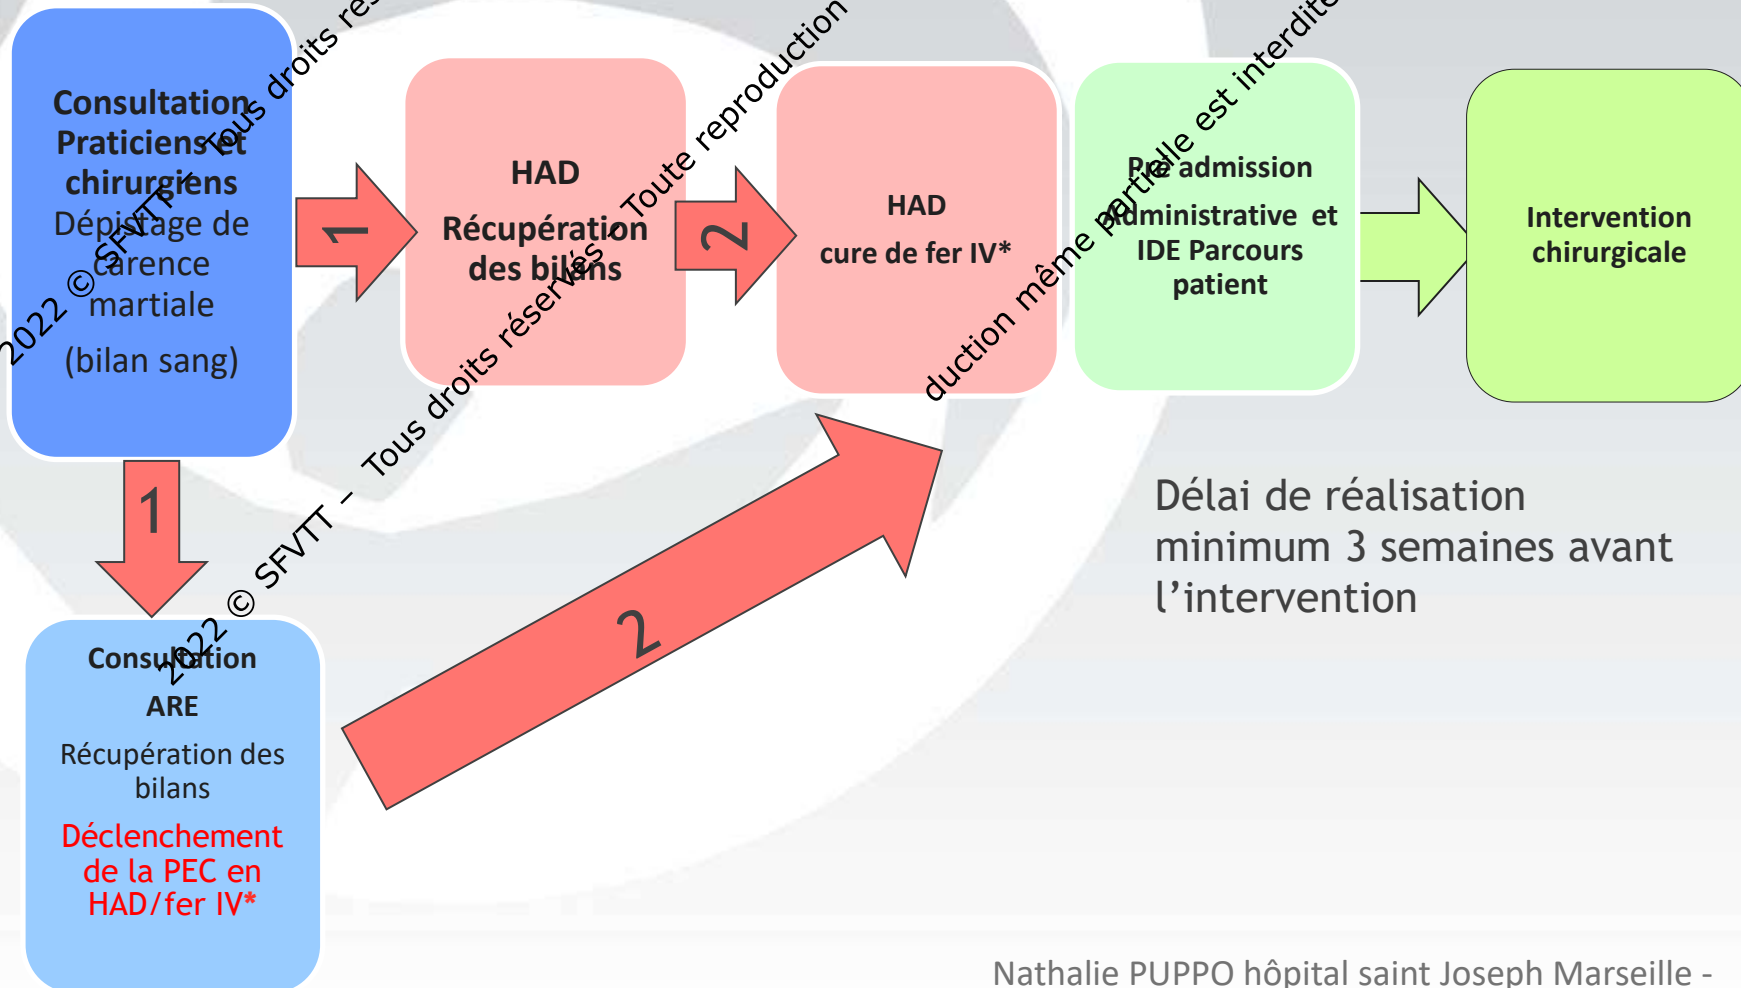 Consultation
Praticiens et
chirurgiens
Dépistage de
carence
martiale
(bilan sang)
1
HAD
Récupération
des bilans
2
HAD
cure de fer IV*
Pré admission
Administrative et
IDE Parcours
patient
Intervention
chirurgicale
1
Consultation
ARE
Récupération des
bilans
Déclenchement
de la PEC en
HAD/fer IV*
2
Délai de réalisation
minimum 3 semaines avant
l’intervention
2022 © SFVTT – Tous droits rés
2022 © SFVTT – Tous droits réservés – Toute reproduction
duction même partielle est interdite
Nathalie PUPPO hôpital saint Joseph Marseille -